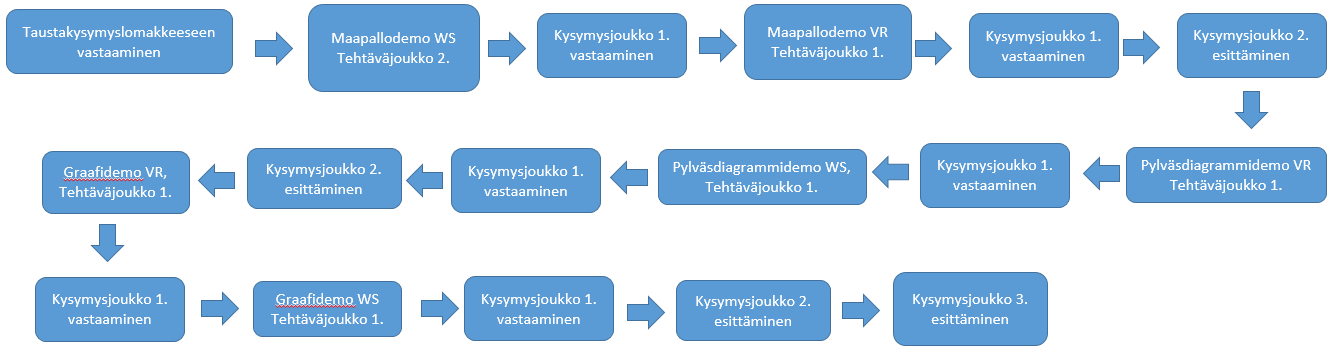 Taustakysymyslomakkeeseen
vastaaminen
Maapallodemo WS
Tehtäväjoukko 2.
Kysymysjoukko 1.
vastaaminen
Maapallodemo VR
Tehtäväjoukko 1.
Kysymysjoukko 1.
vastaaminen
Kysymysjoukko 2.
esittäminen
Pylväsdiagrammidemo VR
Tehtäväjoukko 1.
Kysymysjoukko 1.
vastaaminen
Pylväsdiagrammidemo WS,
Tehtäväjoukko 1.
Kysymysjoukko 1.
vastaaminen
Kysymysjoukko 2.
esittäminen
Graafidemo VR,
Tehtäväjoukko 1.
Kysymysjoukko 1.
vastaaminen
Graafidemo WS
Tehtäväjoukko 1.
Kysymysjoukko 1.
vastaaminen
Kysymysjoukko 2.
esittäminen
Kysymysjoukko 3.
esittäminen